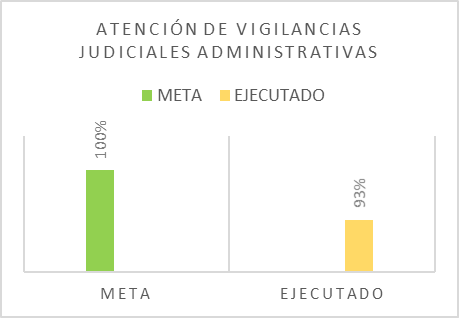 ATENCIÓN DE VIGILANCIAS
JUDICIALES ADMINISTRATIVAS
META EJECUTADO
100%
93%
META EJECUTADO